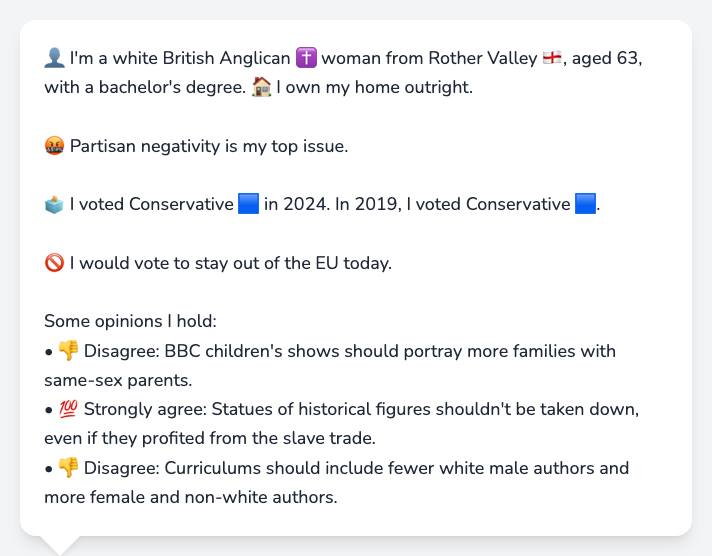 👤 I'm a white British Anglican ✝️ woman from Rother Valley 🏴󠁧󠁢󠁥󠁮󠁧󠁿, aged 63,
with a bachelor's degree. 🏠 I own my home outright.
🤬 Partisan negativity is my top issue.
🗳️ I voted Conservative 🟦 in 2024. In 2019, I voted Conservative 🟦.
🚫 I would vote to stay out of the EU today.
Some opinions I hold:
• 👎 Disagree: BBC children's shows should portray more families with
same-sex parents.
• 💯 Strongly agree: Statues of historical figures shouldn't be taken down,
even if they profited from the slave trade.
• 👎 Disagree: Curriculums should include fewer white male authors and
more female and non-white authors.